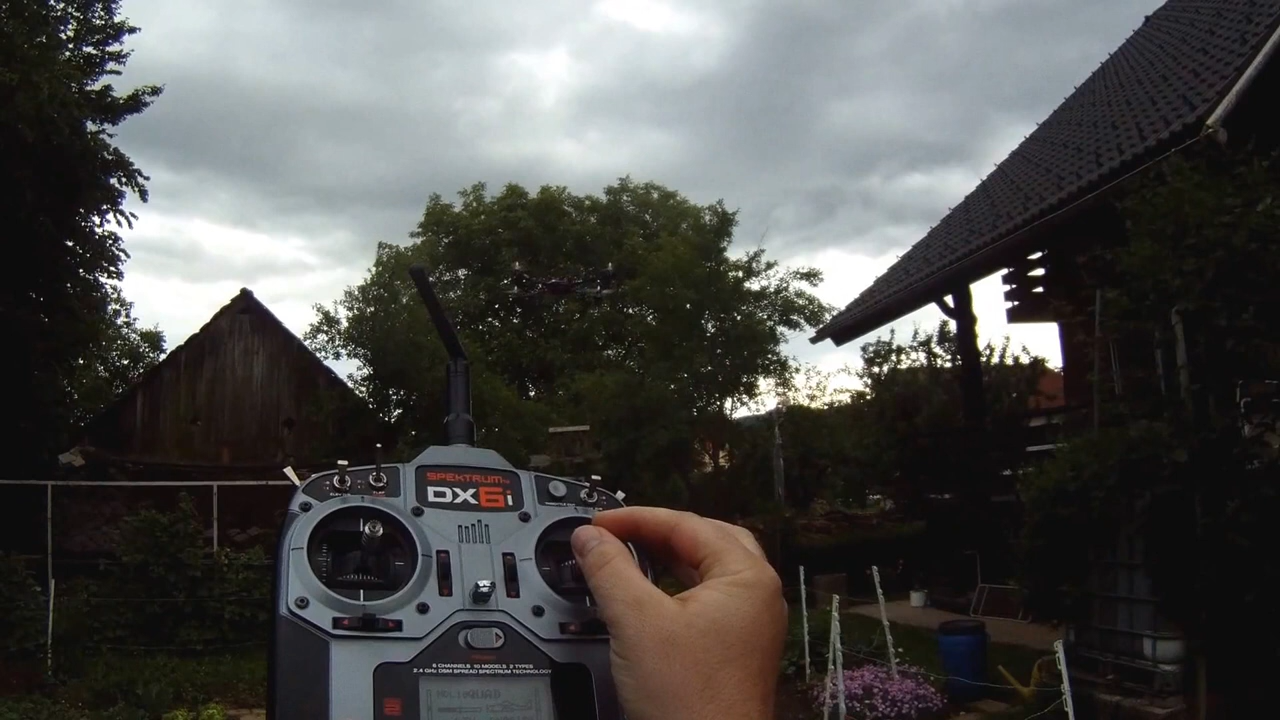 SPEKTRUM
DX6i
6 CHANNELS 10 MODELS 2 TYPES
2.4 GHz DSM SPREAD SPECTRUM TECHNOLOGY